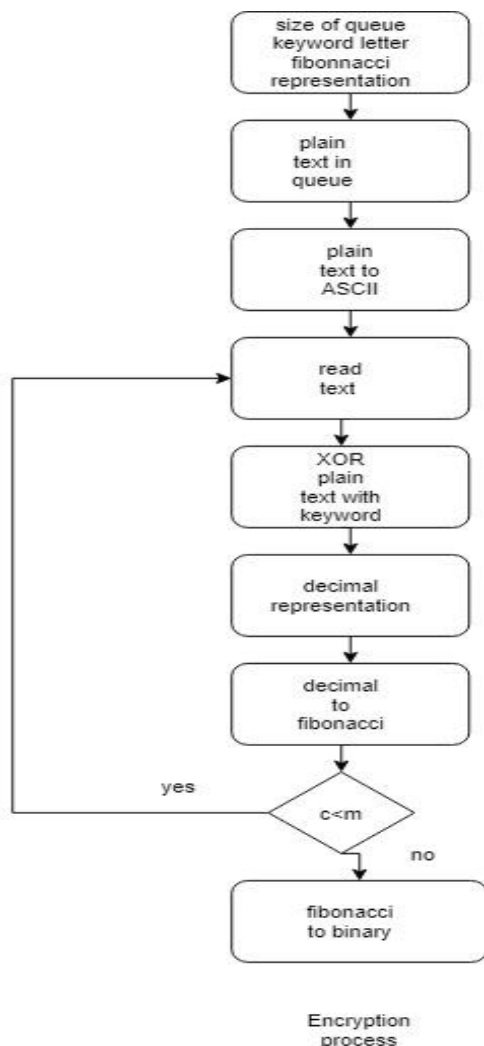 size of queue
keyword letter
fibonnacci
representation
plain
text in
queue
plain
text to
ASCII
read
text
XOR
plain
text with
keyword
decimal
representation
decimal
to
fibonacci
yes
c<m
no
fibonacci
to binary
Encryption
process